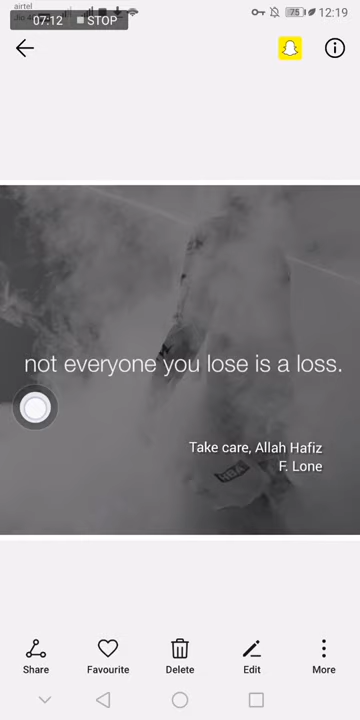 airtel
07:12 STOP
75
12:19
not everyone you lose is a loss.
Take care, Allah Hafiz
F. Lone
Share
Favourite
Delete
Edit
More